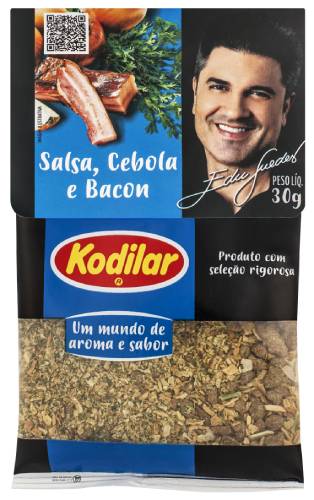 Salsa, Cebola
e Bacon
Edu Guedes
PESO LÍQ.
30g
Kodilar
®
Produto com
seleção rigorosa
Um mundo de
aroma e sabor